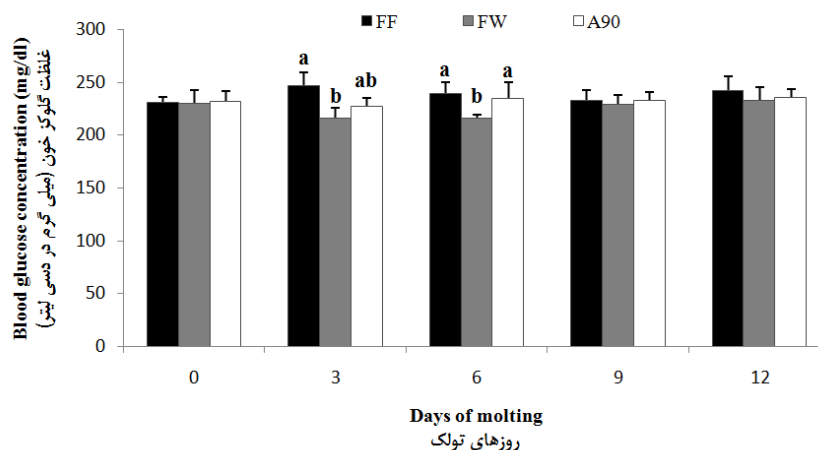 FF FW A90
300
250
200
150
100
50
0
a b ab
a b a
0 3 6 9 12
Days of molting
روزهای تولک
Blood glucose concentration (mg/dl)
غلظت گلوکز خون (میلی گرم در دسی لیتر)